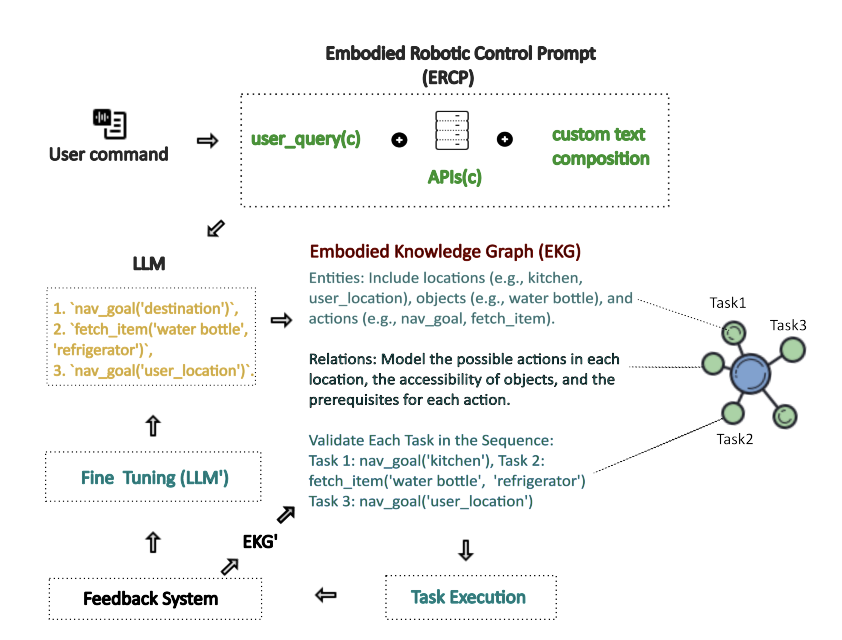 Embodied Robotic Control Prompt
(ERCP)
User command
user_query(c)
APIs(c)
custom text
composition
LLM
1. `nav_goal('destination')`,
2. `fetch_item('water bottle',
'refrigerator')`,
3. `nav_goal('user_location')`.
Embodied Knowledge Graph (EKG)
Entities: Include locations (e.g., kitchen,
user_location), objects (e.g., water bottle), and
actions (e.g., nav_goal, fetch_item).
Relations: Model the possible actions in each
location, the accessibility of objects, and the
prerequisites for each action.
Validate Each Task in the Sequence:
Task 1: nav_goal('kitchen'), Task 2:
fetch_item('water bottle', 'refrigerator')
Task 3: nav_goal('user_location')
Task1
Task3
Task2
Fine Tuning (LLM')
EKG'
Feedback System
Task Execution